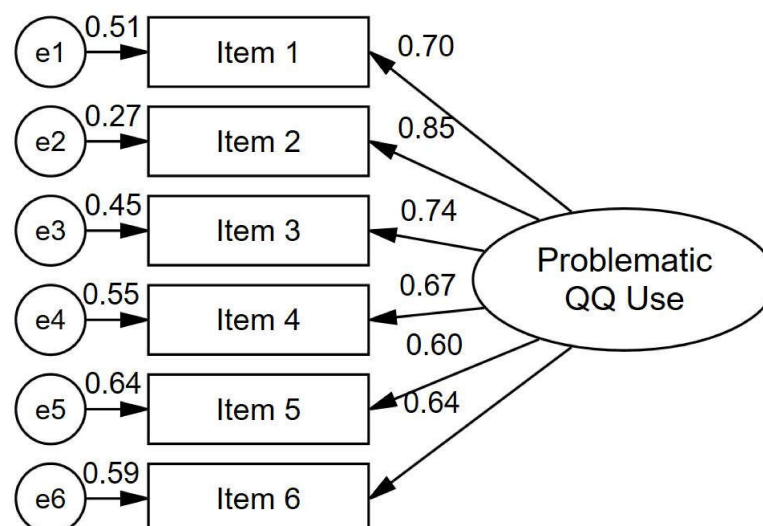 e1 0.51 Item 1 0.70
e2 0.27 Item 2 0.85
e3 0.45 Item 3 0.74
Problematic
QQ Use
e4 0.55 Item 4 0.67
e5 0.64 Item 5 0.60
e6 0.59 Item 6 0.64